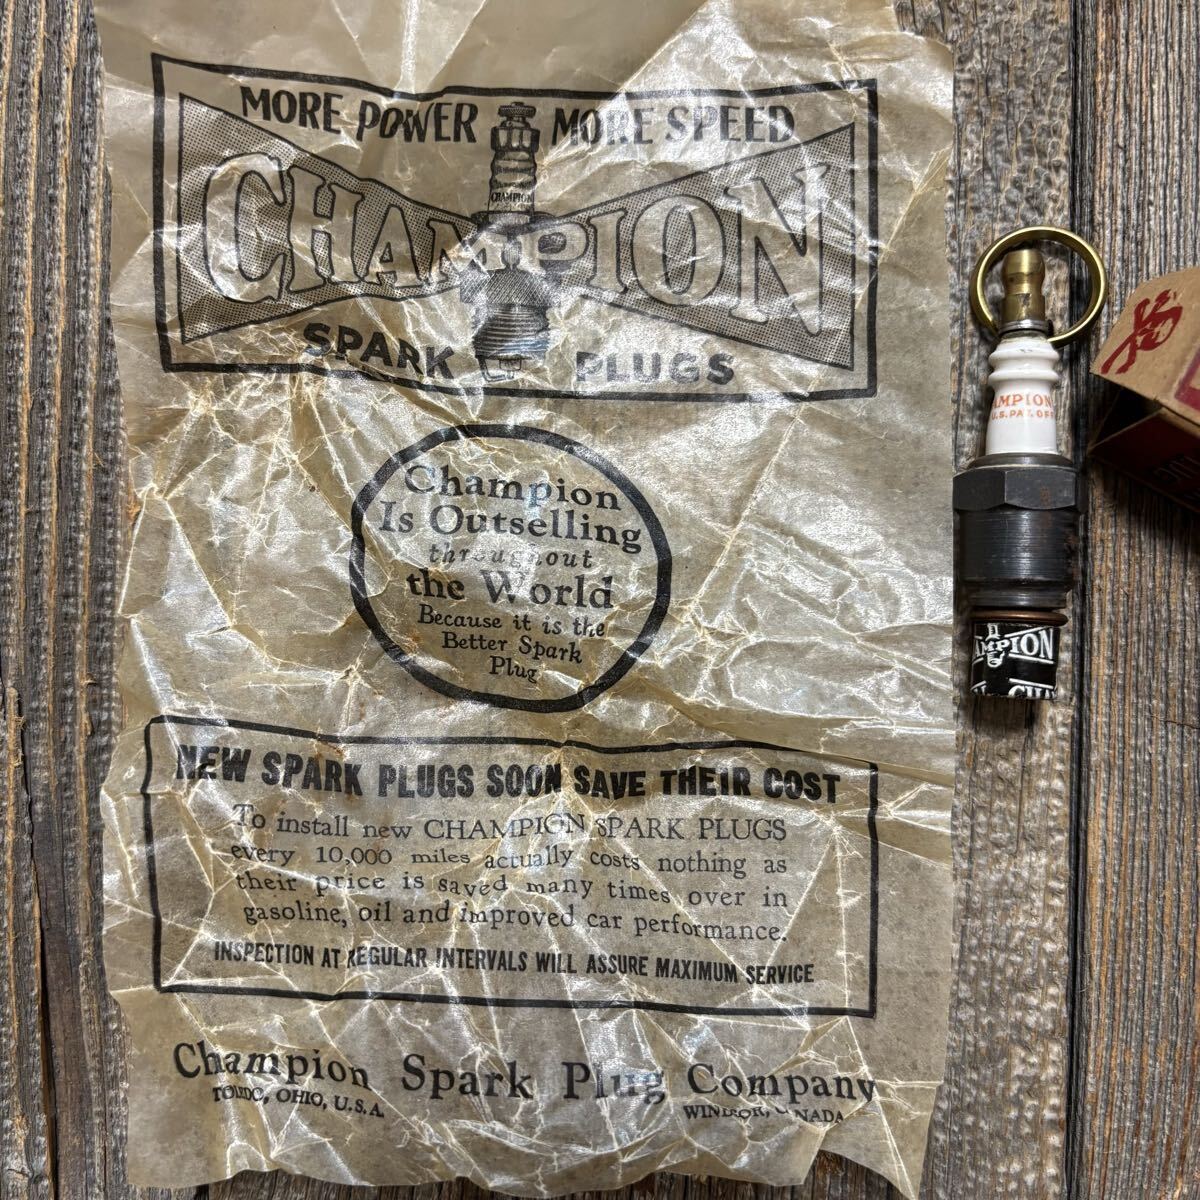 MORE POWER MORE SPEED
CHAMPION
CHAMPION
SPARK PLUGS
Champion
Is Outselling
throughout
the World
Because it is the
Better Spark
Plug
NEW SPARK PLUGS SOON SAVE THEIR COST
To install new CHAMPION SPARK PLUGS
every 10,000 miles actually costs nothing as
their price is saved many times over in
gasoline, oil and improved car performance.
INSPECTION AT REGULAR INTERVALS WILL ASSURE MAXIMUM SERVICE
Champion Spark Plug Company
TOLEDO, OHIO, U.S.A. WINDSOR, CANADA
AMPION
U.S. PAT. OFF
AMPION
CHA